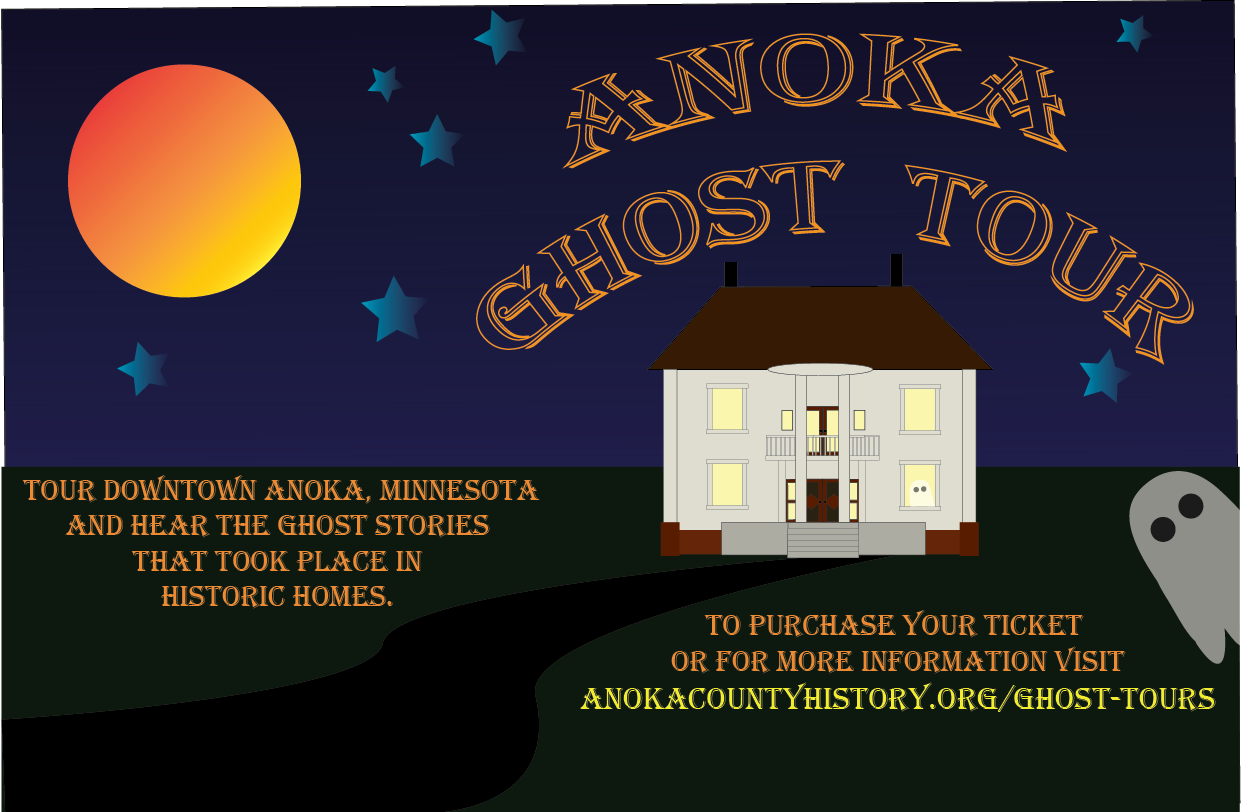 ANOKA
GHOST TOUR
TOUR DOWNTOWN ANOKA, MINNESOTA
AND HEAR THE GHOST STORIES
THAT TOOK PLACE IN
HISTORIC HOMES.
TO PURCHASE YOUR TICKET
OR FOR MORE INFORMATION VISIT
ANOKACOUNTYHISTORY.ORG/GHOST-TOURS